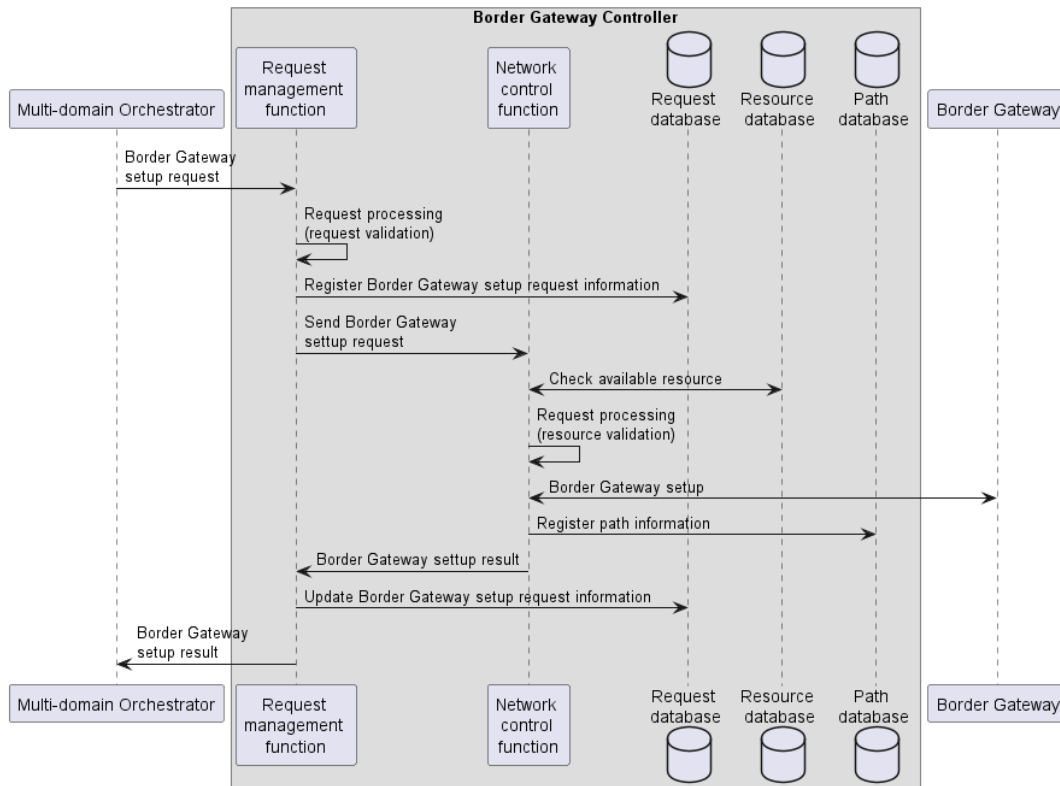 Border Gateway Controller
Multi-domain Orchestrator
Request
management
function
Network
control
function
Request
database
Resource
database
Path
database
Border Gateway
Border Gateway
setup request
Request processing
(request validation)
Register Border Gateway setup request information
Send Border Gateway
settup request
Check available resource
Request processing
(resource validation)
Border Gateway setup
Register path information
Border Gateway settup result
Update Border Gateway setup request information
Border Gateway
setup result
Multi-domain Orchestrator
Request
management
function
Network
control
function
Request
database
Resource
database
Path
database
Border Gateway